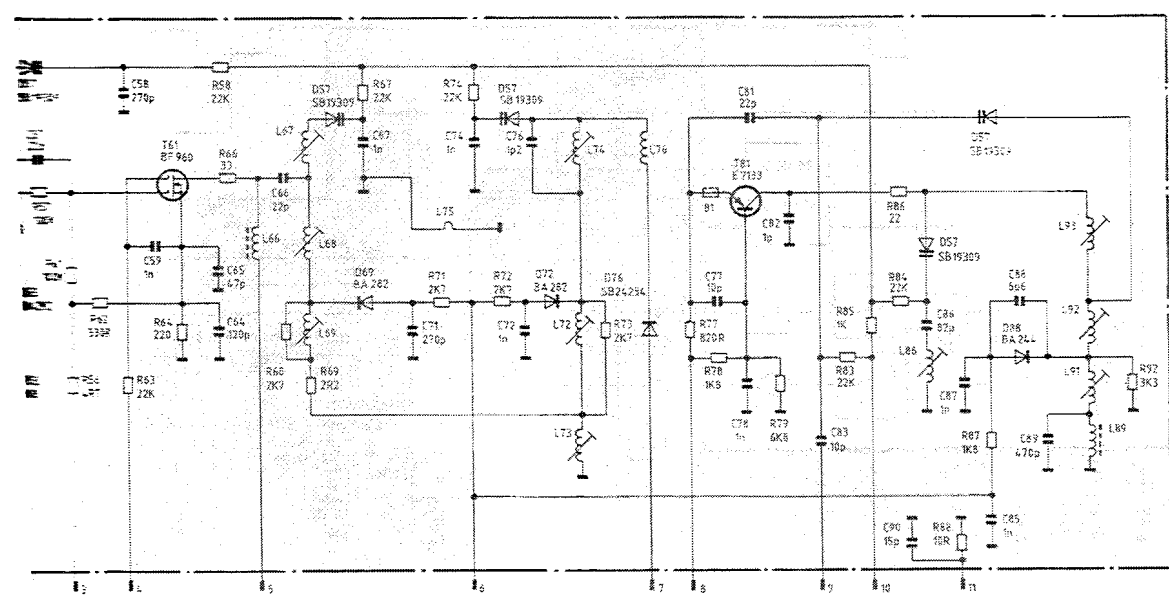 C58
270p
R58
22K
D57
SB19309
R67
22K
R74
22K
D57
SB19309
C81
22p
D57
SB19309
L67
C67
1n
C74
1n
C76
1p2
L74
L76
T61
BF960
R66
33
C66
22p
T81
81
C82
1p
R86
22
L93
L75
L66
L68
D57
SB19309
C59
1n
C65
47p
D69
BA282
R71
2K7
R72
2K7
D72
BA282
D76
C77
10p
R84
22K
C88
R64
220
C64
L69
C71
270p
C72
1n
L72
R73
2K7
R77
820R
R85
1K
C86
82p
D88
BA244
L92
R63
22K
R68
2K7
R69
2R2
R78
1K8
R83
22K
L86
L91
R92
3K3
C87
1n
L73
C78
1n
R79
6K8
C83
10p
R87
1K8
C89
470p
L89
C90
15p
R88
10R
C85
1n
3
4
5
6
7
8
9
10
11